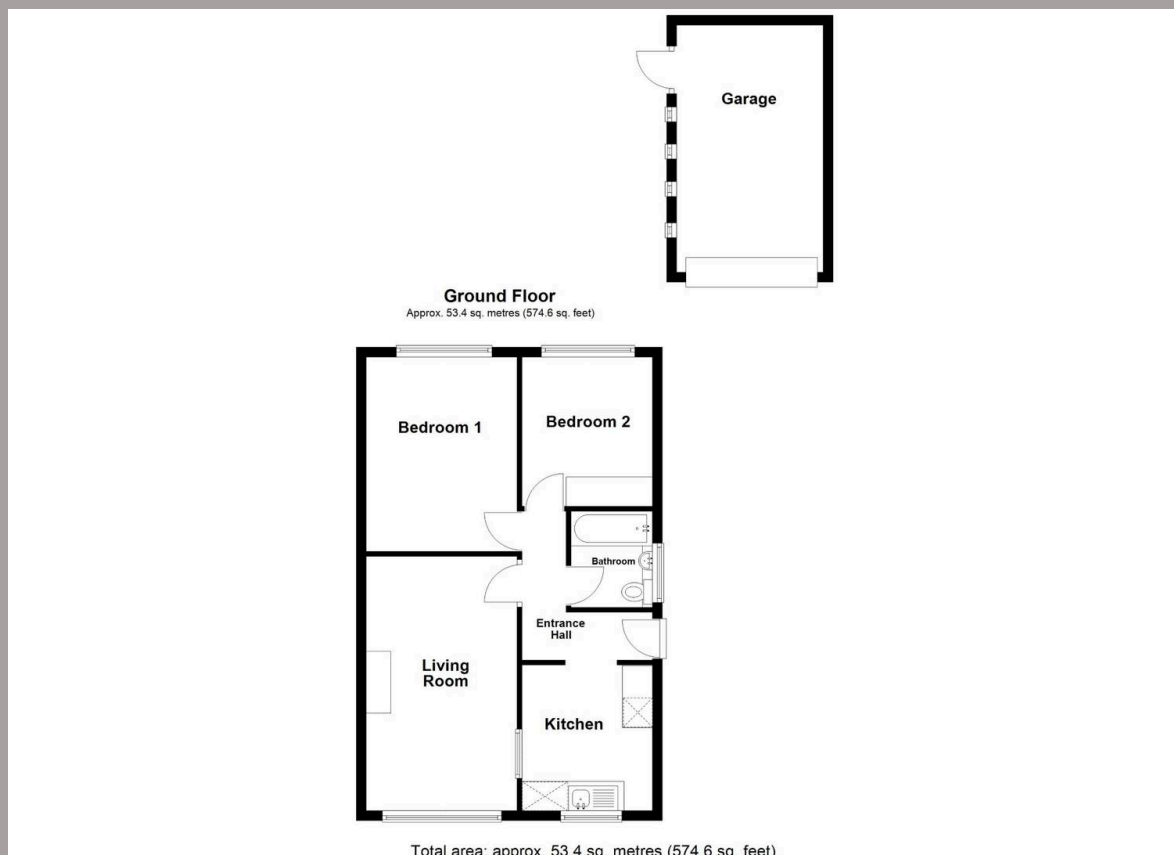 Garage
Ground Floor
Approx. 53.4 sq. metres (574.6 sq. feet)
Bedroom 1
Bedroom 2
Bathroom
Entrance
Hall
Living
Room
Kitchen
Total area: approx. 53.4 sq. metres (574.6 sq. feet)